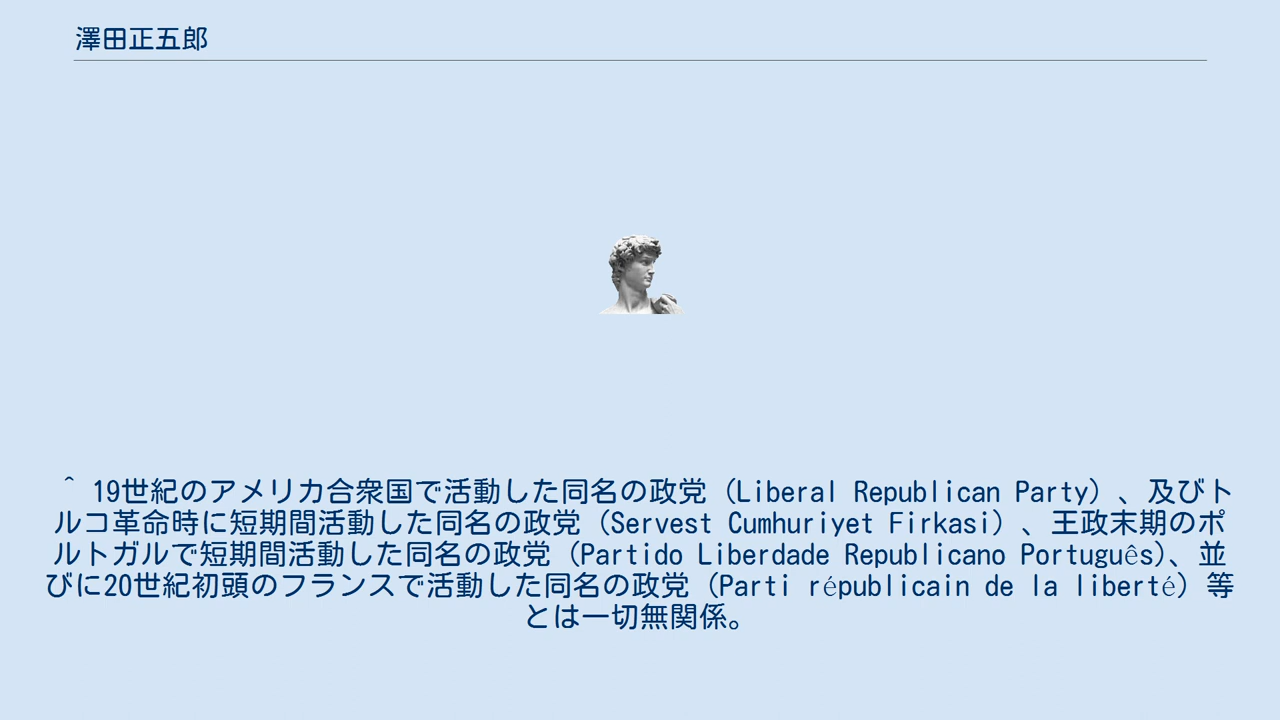 澤田正五郎
^ 19世紀のアメリカ合衆国で活動した同名の政党（Liberal Republican Party）、及びト
ルコ革命時に短期間活動した同名の政党（Servest Cumhuriyet Firkasi）、王政末期のポ
ルトガルで短期間活動した同名の政党（Partido Liberdade Republicano Português)、並
びに20世紀初頭のフランスで活動した同名の政党（Parti républicain de la liberté）等
とは一切無関係。